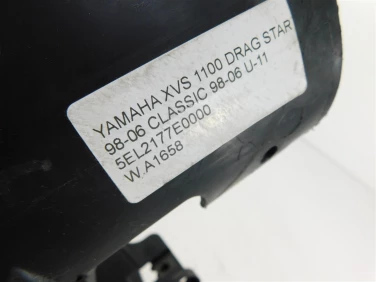 YAMAHA XVS 1100 DRAG STAR
98-06 CLASSIC 98-06 U-11
5EL2177E0000
W.A1658